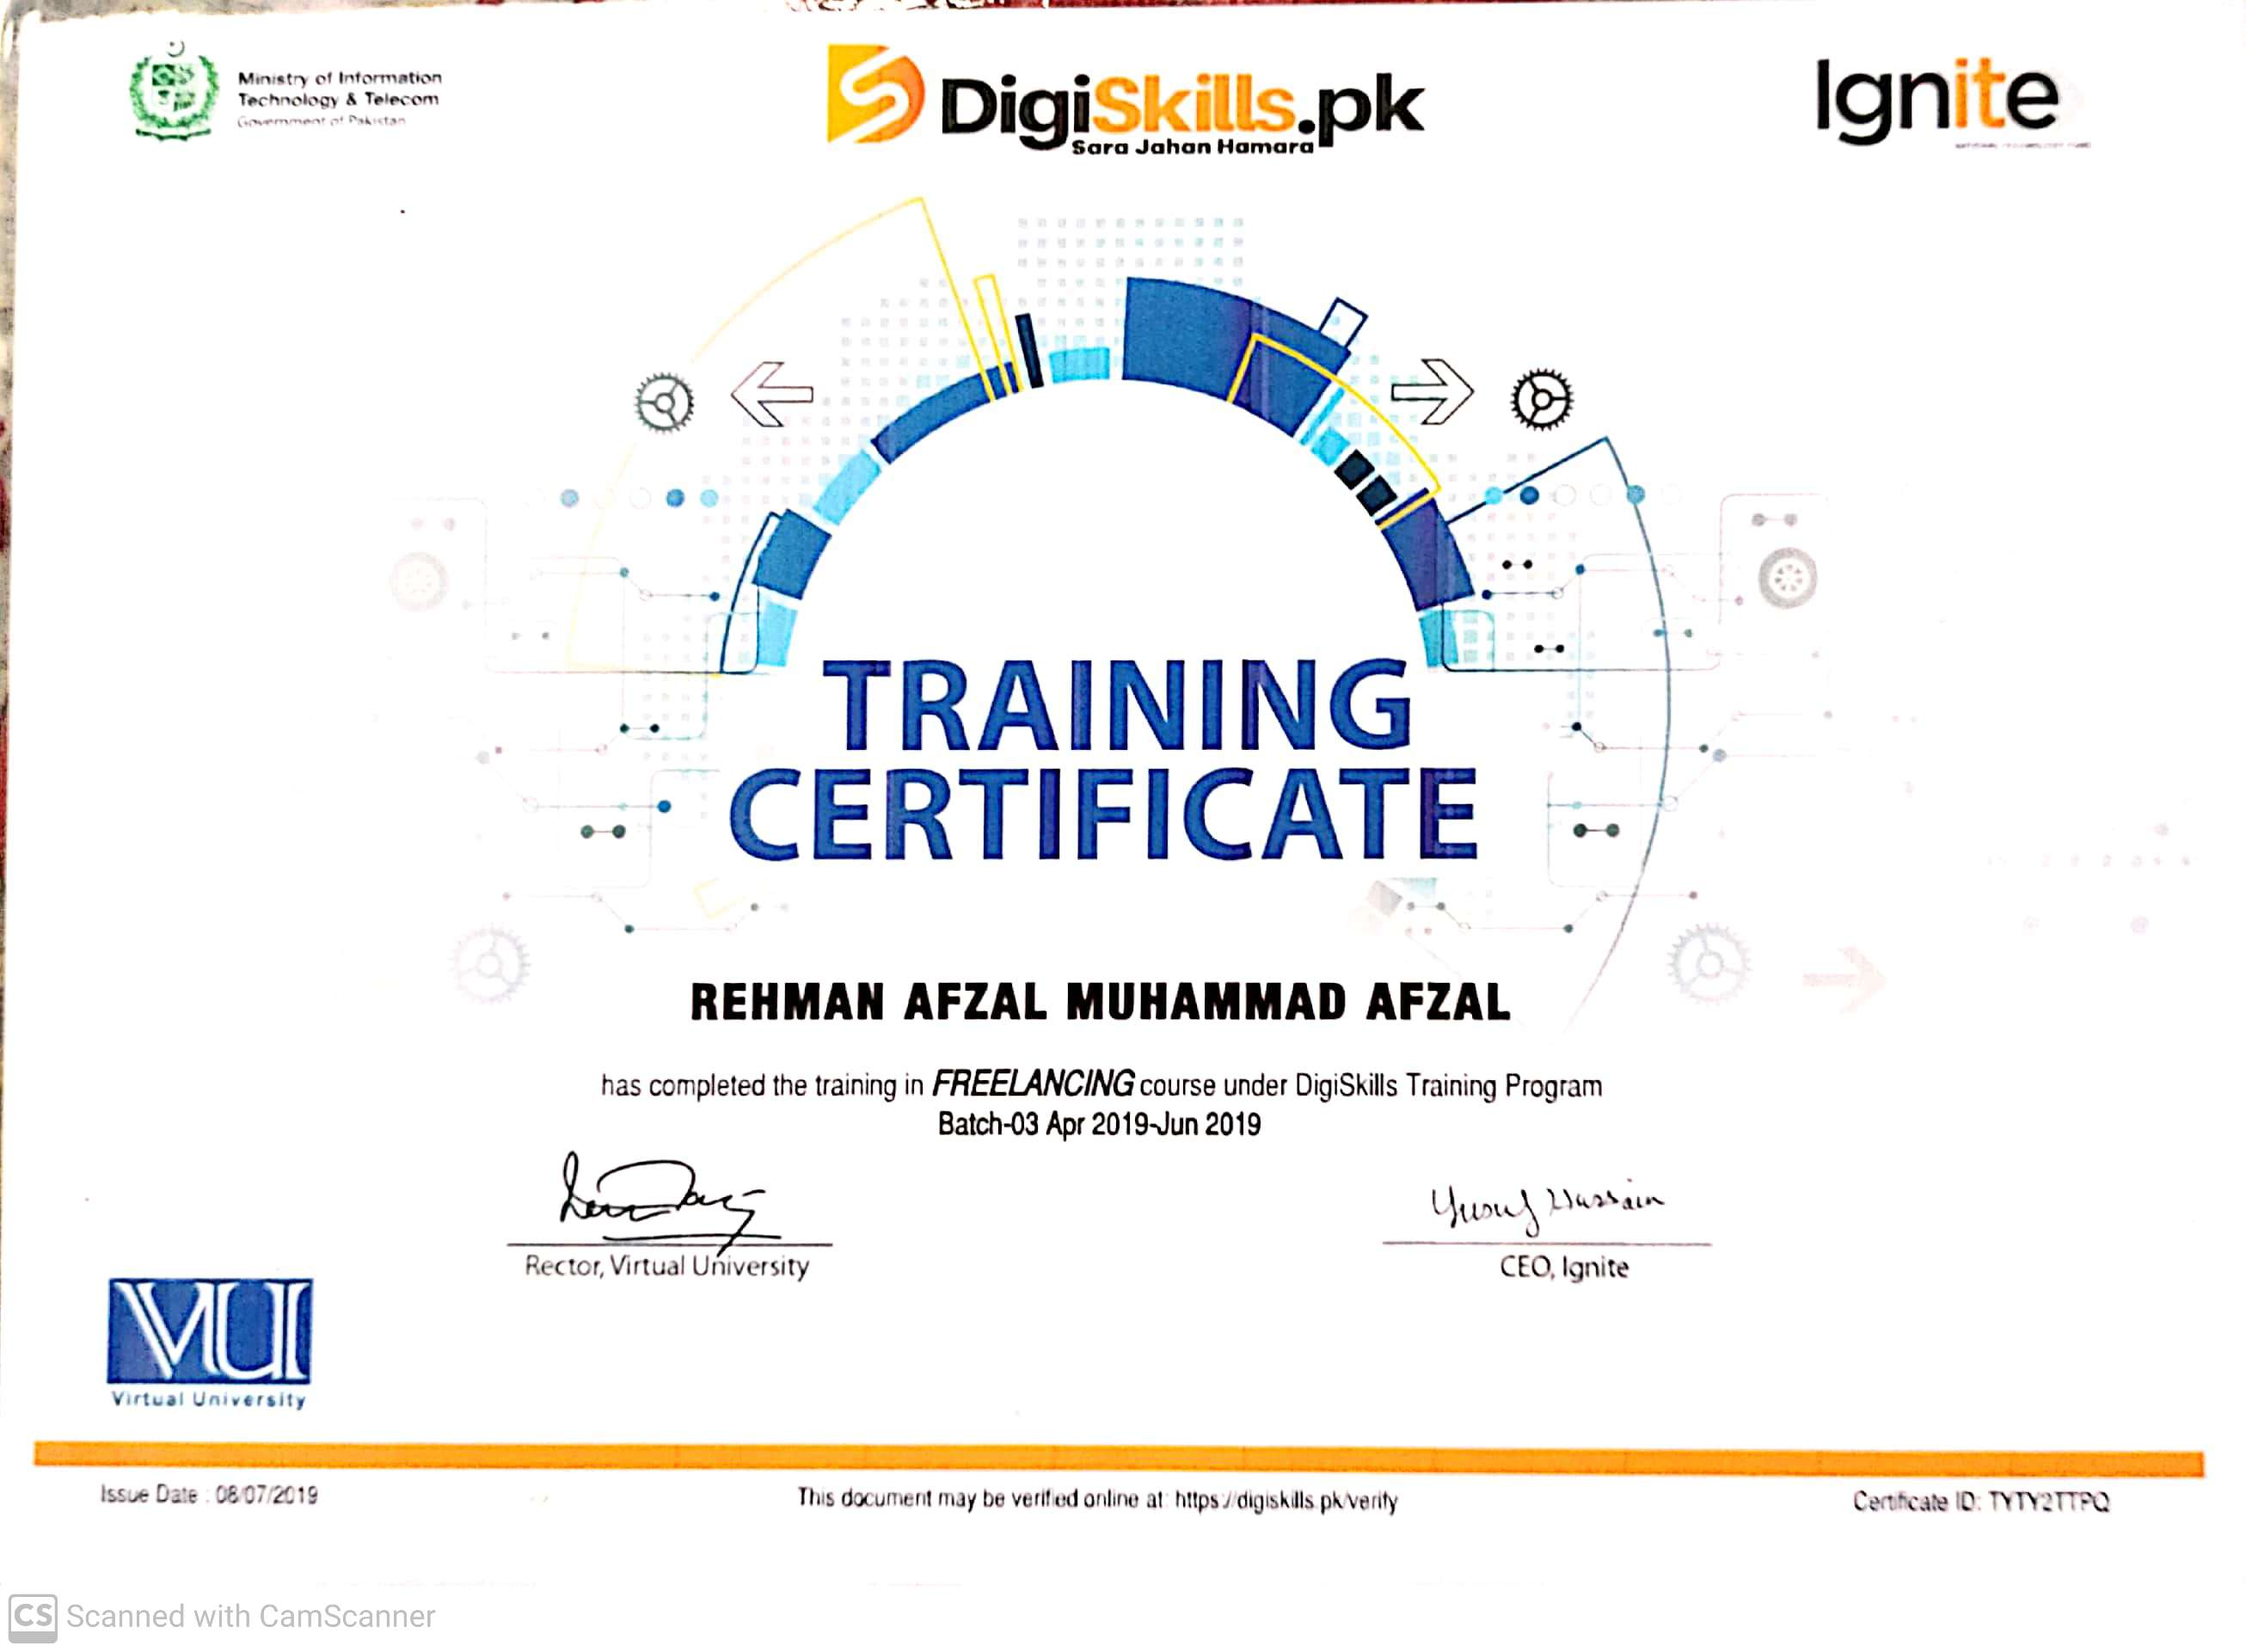 Ministry of Information
Technology & Telecom
Government of Pakistan
DigiSkills.pk
Sara Jahan Hamara
Ignite
NATIONAL TECHNOLOGY FUND
TRAINING
CERTIFICATE
REHMAN AFZAL MUHAMMAD AFZAL
has completed the training in FREELANCING course under DigiSkills Training Program
Batch-03 Apr 2019-Jun 2019
Yusuf Hussain
Rector, Virtual University
CEO, Ignite
VU
Virtual University
Issue Date : 08/07/2019
This document may be verified online at: https://digiskills.pk/verify
Certificate ID: TYTY2TTPQ
CS Scanned with CamScanner